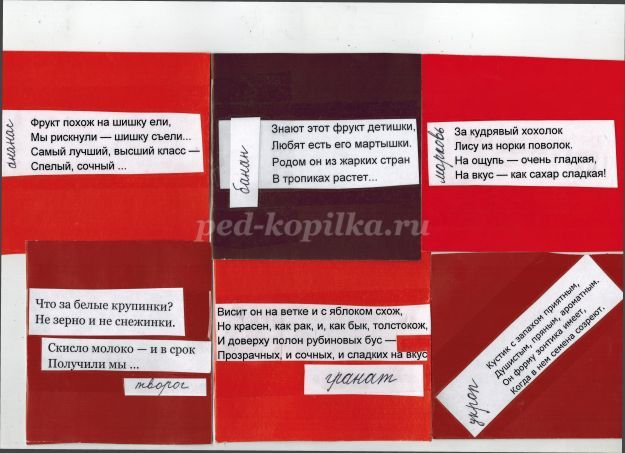 ананас
Фрукт похож на шишку ели,
Мы рискнули — шишку съели...
Самый лучший, высший класс —
Спелый, сочный ...
банан
Знают этот фрукт детишки,
Любят есть его мартышки.
Родом он из жарких стран
В тропиках растет...
морковь
За кудрявый хохолок
Лису из норки поволок.
На ощупь — очень гладкая,
На вкус — как сахар сладкая!
ped-kopilka.ru
Что за белые крупинки?
Не зерно и не снежинки.
Скисло молоко — и в срок
Получили мы ...
творог
Висит он на ветке и с яблоком схож,
Но красен, как рак, и, как бык, толстокож,
И доверху полон рубиновых бус —
Прозрачных, и сочных, и сладких на вкус
гранат
укроп
Кустик с запахом приятным,
Душистым, пряным, ароматным.
Он форму зонтика имеет,
Когда в нем семена созреют.